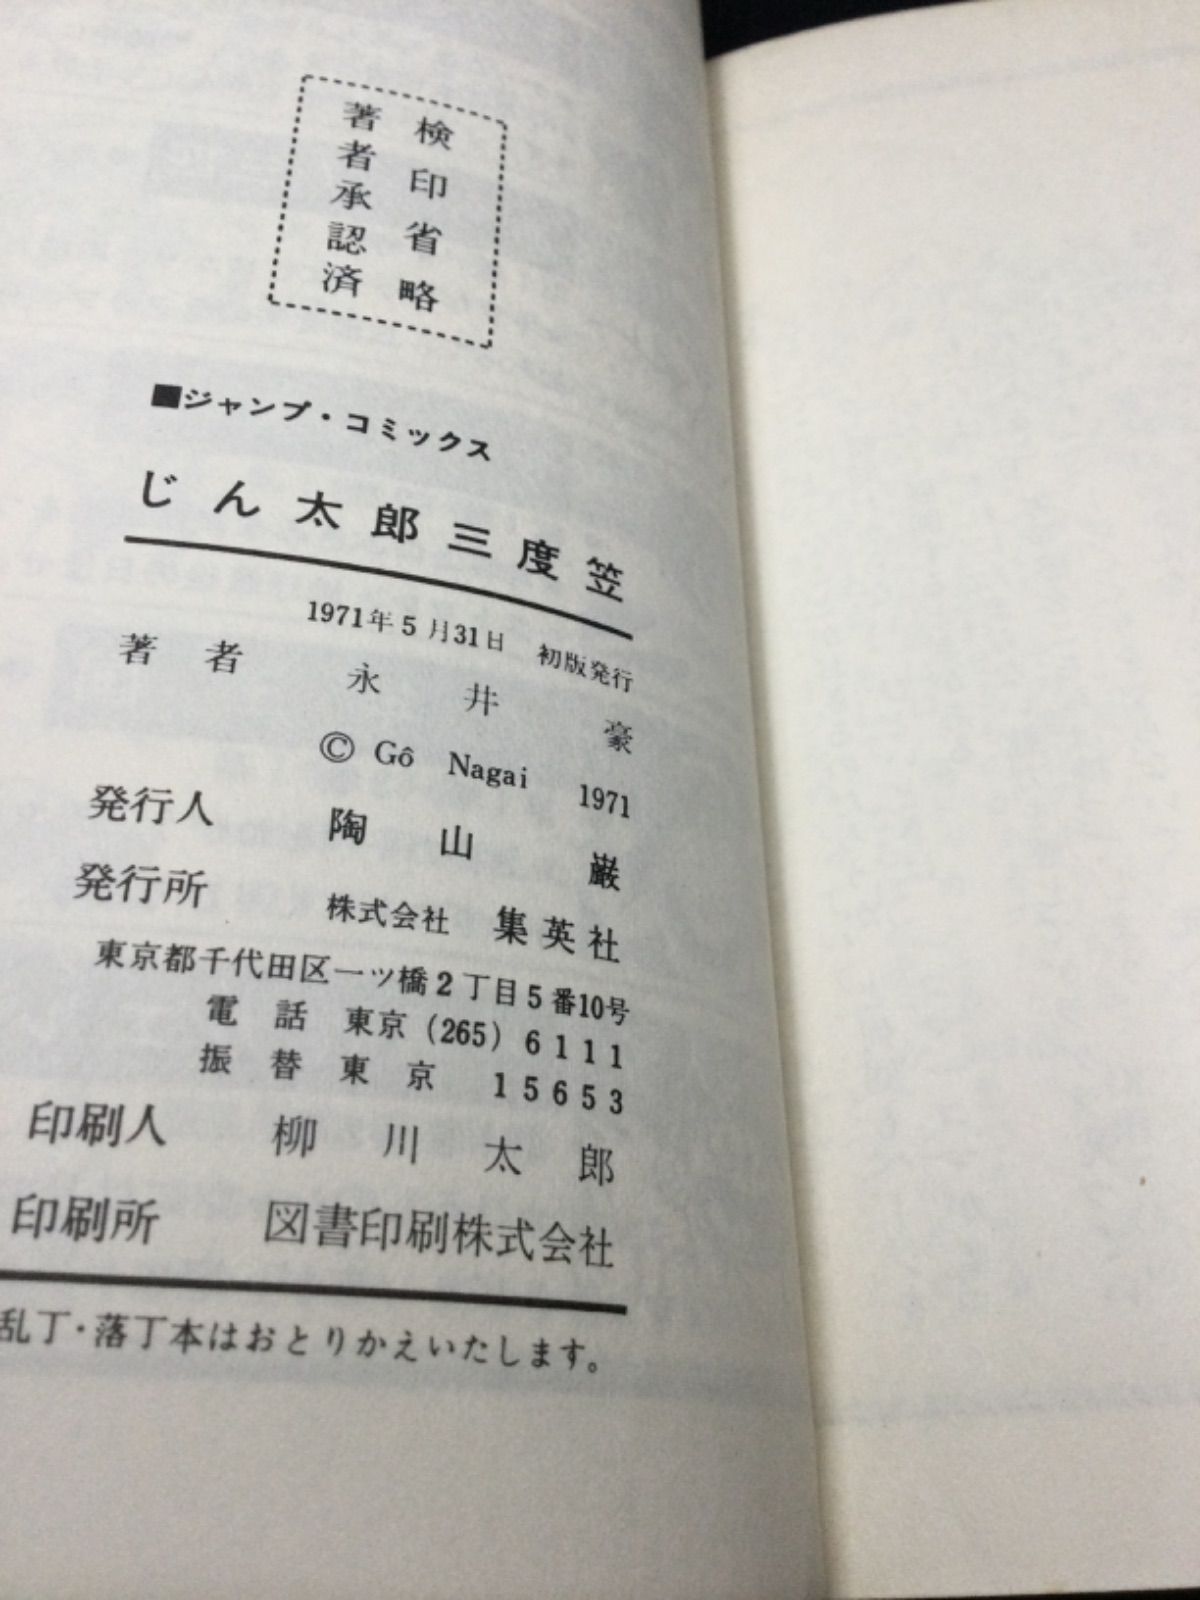 検印省略
著者承認済
■ジャンプ・コミックス
じん太郎三度笠
1971年5月31日 初版発行
著者 永井豪
© Gô Nagai 1971
発行人 陶山巌
発行所 株式会社 集英社
東京都千代田区一ツ橋2丁目5番10号
電話 東京 (265) 6111
振替東京 15653
印刷人 柳川太郎
印刷所 図書印刷株式会社
乱丁・落丁本はおとりかえいたします。